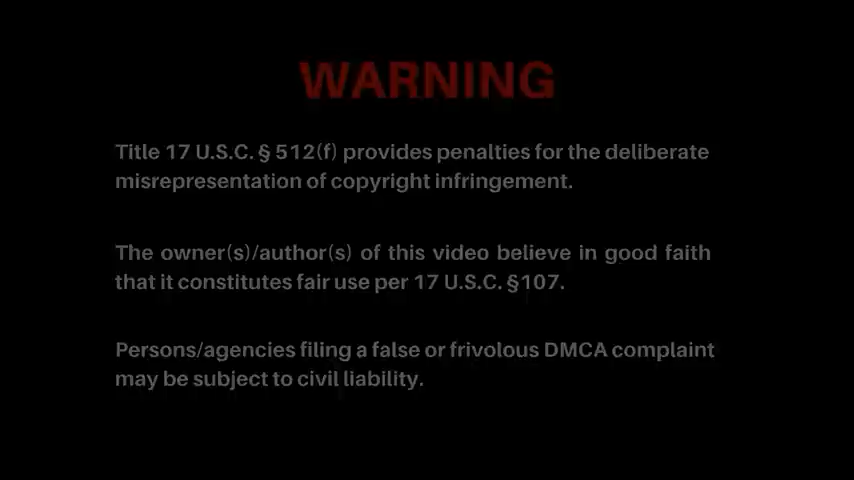 WARNING
Title 17 U.S.C. § 512(f) provides penalties for the deliberate
misrepresentation of copyright infringement.
The owner(s)/author(s) of this video believe in good faith
that it constitutes fair use per 17 U.S.C. §107.
Persons/agencies filing a false or frivolous DMCA complaint
may be subject to civil liability.